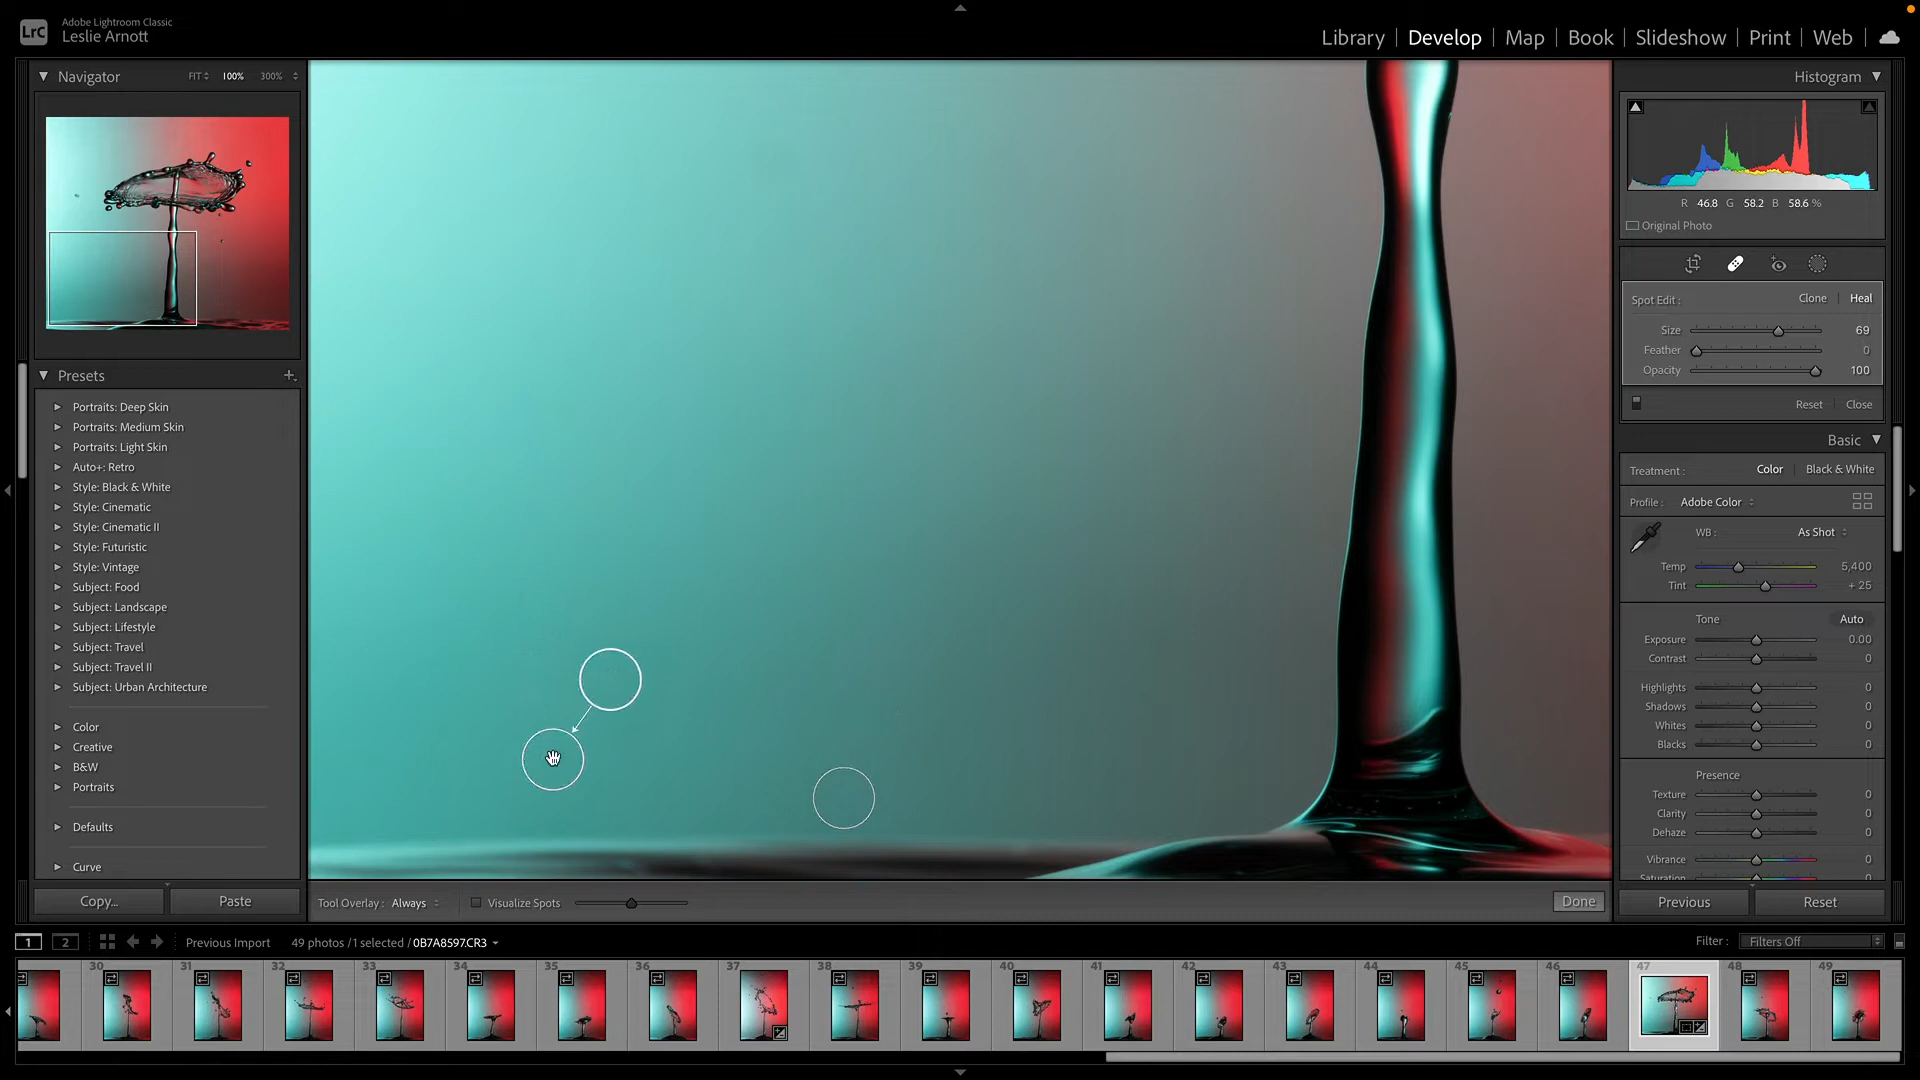 LrC
Adobe Lightroom Classic
Leslie Arnott
Library | Develop | Map | Book | Slideshow | Print | Web
Navigator FIT 100% 300%
Presets
Portraits: Deep Skin
Portraits: Medium Skin
Portraits: Light Skin
Auto+: Retro
Style: Black & White
Style: Cinematic
Style: Cinematic II
Style: Futuristic
Style: Vintage
Subject: Food
Subject: Landscape
Subject: Lifestyle
Subject: Travel
Subject: Travel II
Subject: Urban Architecture
Color
Creative
B&W
Portraits
Defaults
Curve
Copy... Paste
Tool Overlay: Always Visualize Spots Done
Histogram
R 46.8 G 58.2 B 58.6 %
Original Photo
Spot Edit : Clone | Heal
Size 69
Feather 0
Opacity 100
Reset Close
Basic
Treatment : Color | Black & White
Profile : Adobe Color
WB : As Shot
Temp 5,400
Tint + 25
Tone Auto
Exposure 0.00
Contrast 0
Highlights 0
Shadows 0
Whites 0
Blacks 0
Presence
Texture 0
Clarity 0
Dehaze 0
Vibrance 0
Saturation
Previous Reset
1 2 Previous Import 49 photos / 1 selected / 0B7A8597.CR3 Filter : Filters Off
30 31 32 33 34 35 36 37 38 39 40 41 42 43 44 45 46 47 48 49